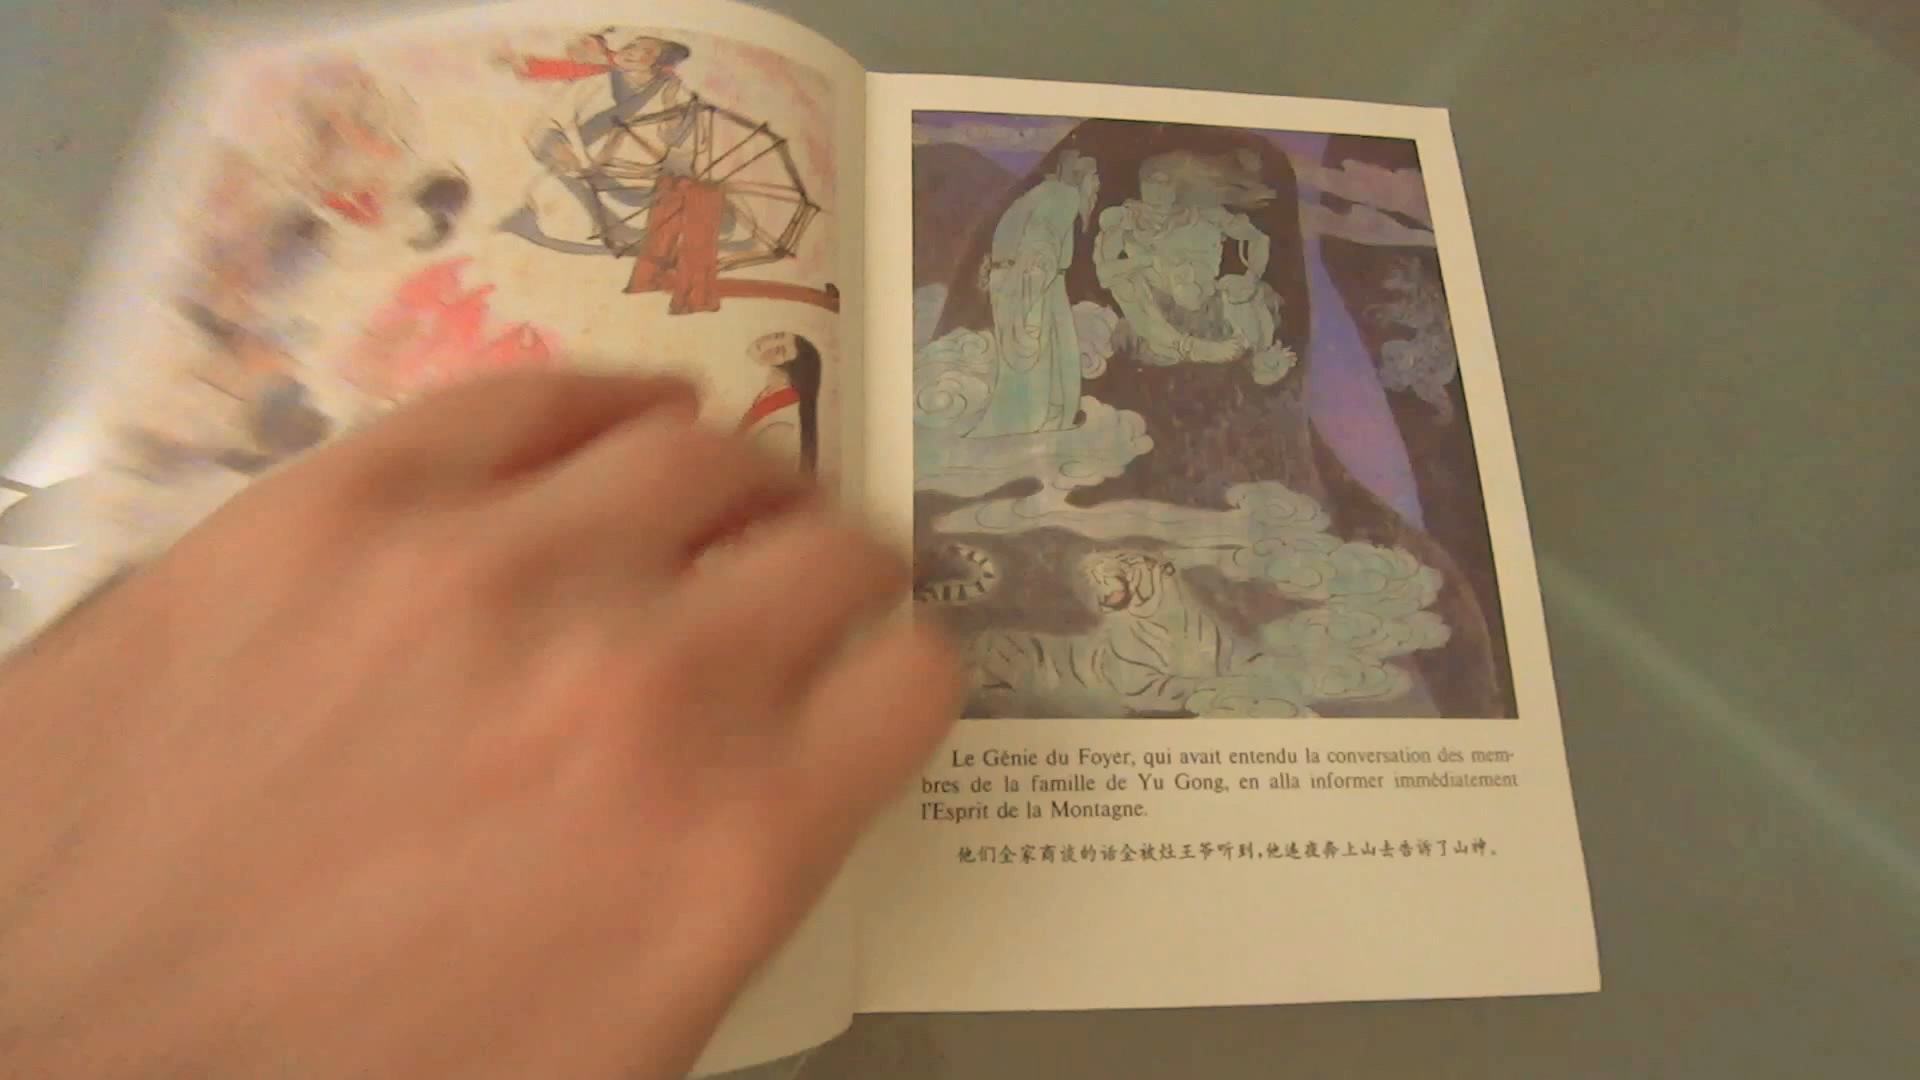 Le Génie du Foyer, qui avait entendu la conversation des mem-
bres de la famille de Yu Gong, en alla informer immédiatement
l'Esprit de la Montagne.
他们全家商谈的话全被灶王爷听到,他连夜奔上山去告诉了山神。